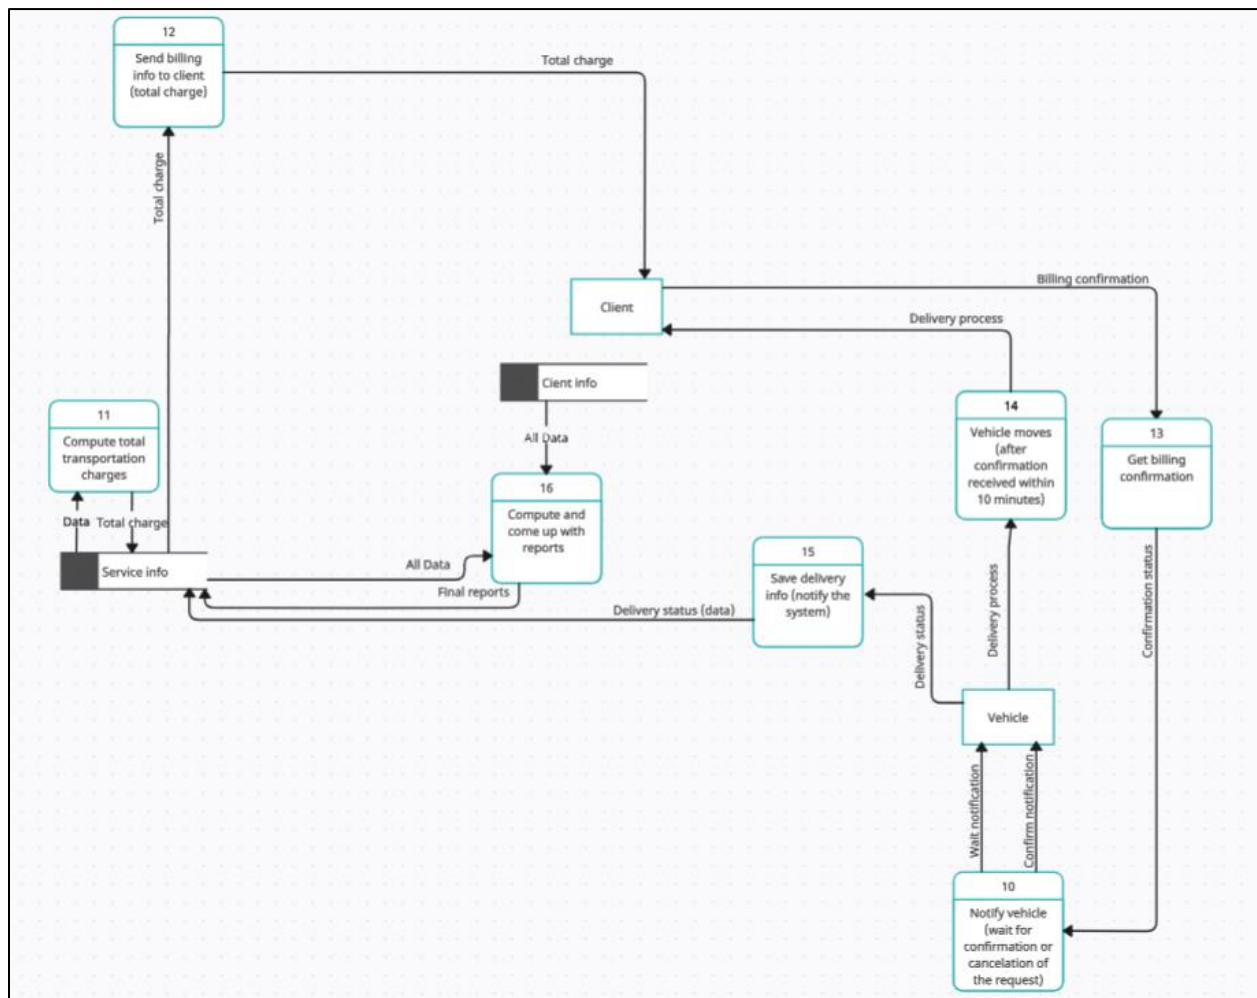 12
Send billing
info to client
(total charge)
Total charge
Total charge
Client
Billing confirmation
Delivery process
Cient info
All Data
11
Compute total
transportation
charges
14
Vehicle moves
(after
confirmation
received within
10 minutes)
13
Get billing
confirmation
16
Compute and
come up with
reports
Data
Total charge
Service info
All Data
Final reports
15
Save delivery
info (notify the
system)
Delivery status (data)
Delivery status
Delivery process
Confirmation status
Vehicle
Wait notification
Confirm notification
10
Notify vehicle
(wait for
confirmation or
cancelation of
the request)